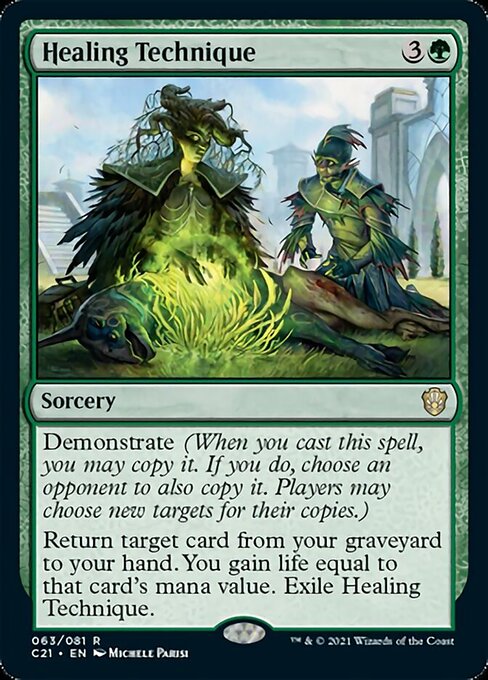 Healing Technique 3
Sorcery
Demonstrate (When you cast this spell,
you may copy it. If you do, choose an
opponent to also copy it. Players may
choose new targets for their copies.)
Return target card from your graveyard
to your hand. You gain life equal to
that card's mana value. Exile Healing
Technique.
063/081 R
C21 • EN Michele Parisi
™ & © 2021 Wizards of the Coast